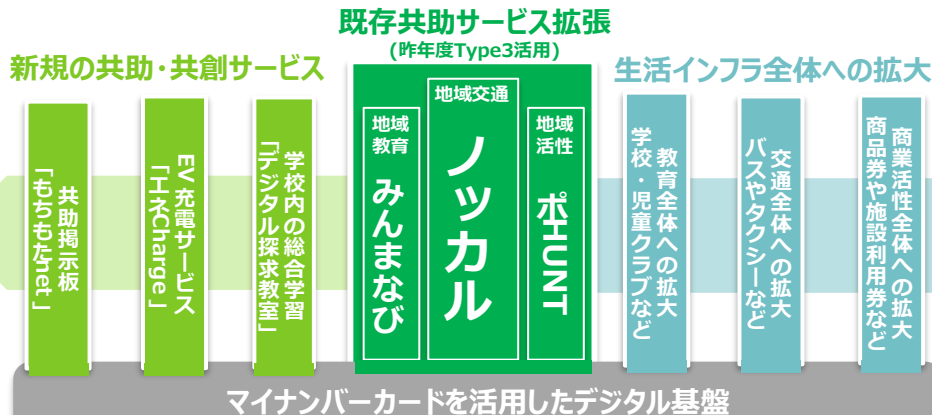 既存共助サービス拡張
(昨年度Type3活用)
新規の共助・共創サービス
生活インフラ全体への拡大
共助掲示板
「もちもたnet」
EV充電サービス
「エネCharge」
学校内の総合学習
「デジタル探求教室」
地域
教育
みんまなび
地域交通
ノッカル
地域
活性
ポHUNT
教育全体への拡大
学校・児童クラブなど
交通全体への拡大
バスやタクシーなど
商業活性全体への拡大
商品券や施設利用券など
マイナンバーカードを活用したデジタル基盤